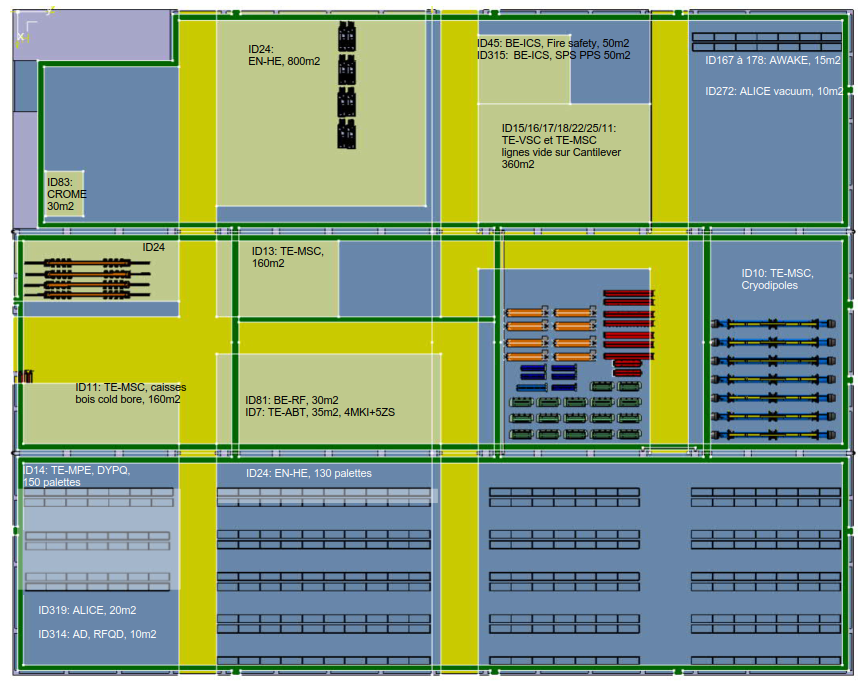 ID24:
EN-HE, 800m2
ID45: BE-ICS, Fire safety, 50m2
ID315: BE-ICS, SPS PPS 50m2
ID167 à 178: AWAKE, 15m2
ID272: ALICE vacuum, 10m2
ID15/16/17/18/22/25/11:
TE-VSC et TE-MSC
lignes vide sur Cantilever
360m2
ID83:
CROME
30m2
ID24
ID13: TE-MSC,
160m2
ID10: TE-MSC,
Cryodipoles
ID11: TE-MSC, caisses
bois cold bore, 160m2
ID81: BE-RF, 30m2
ID7: TE-ABT, 35m2, 4MKI+5ZS
ID14: TE-MPE, DYPQ,
150 palettes
ID24: EN-HE, 130 palettes
ID319: ALICE, 20m2
ID314: AD, RFQD, 10m2